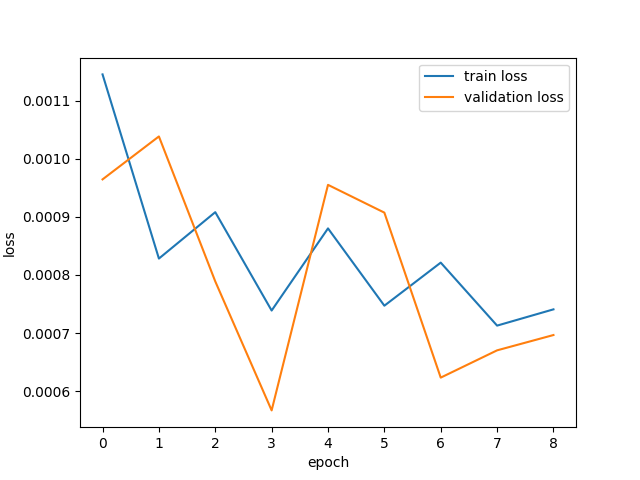 train loss
validation loss
0.0011
0.0010
0.0009
0.0008
0.0007
0.0006
loss
0 1 2 3 4 5 6 7 8
epoch